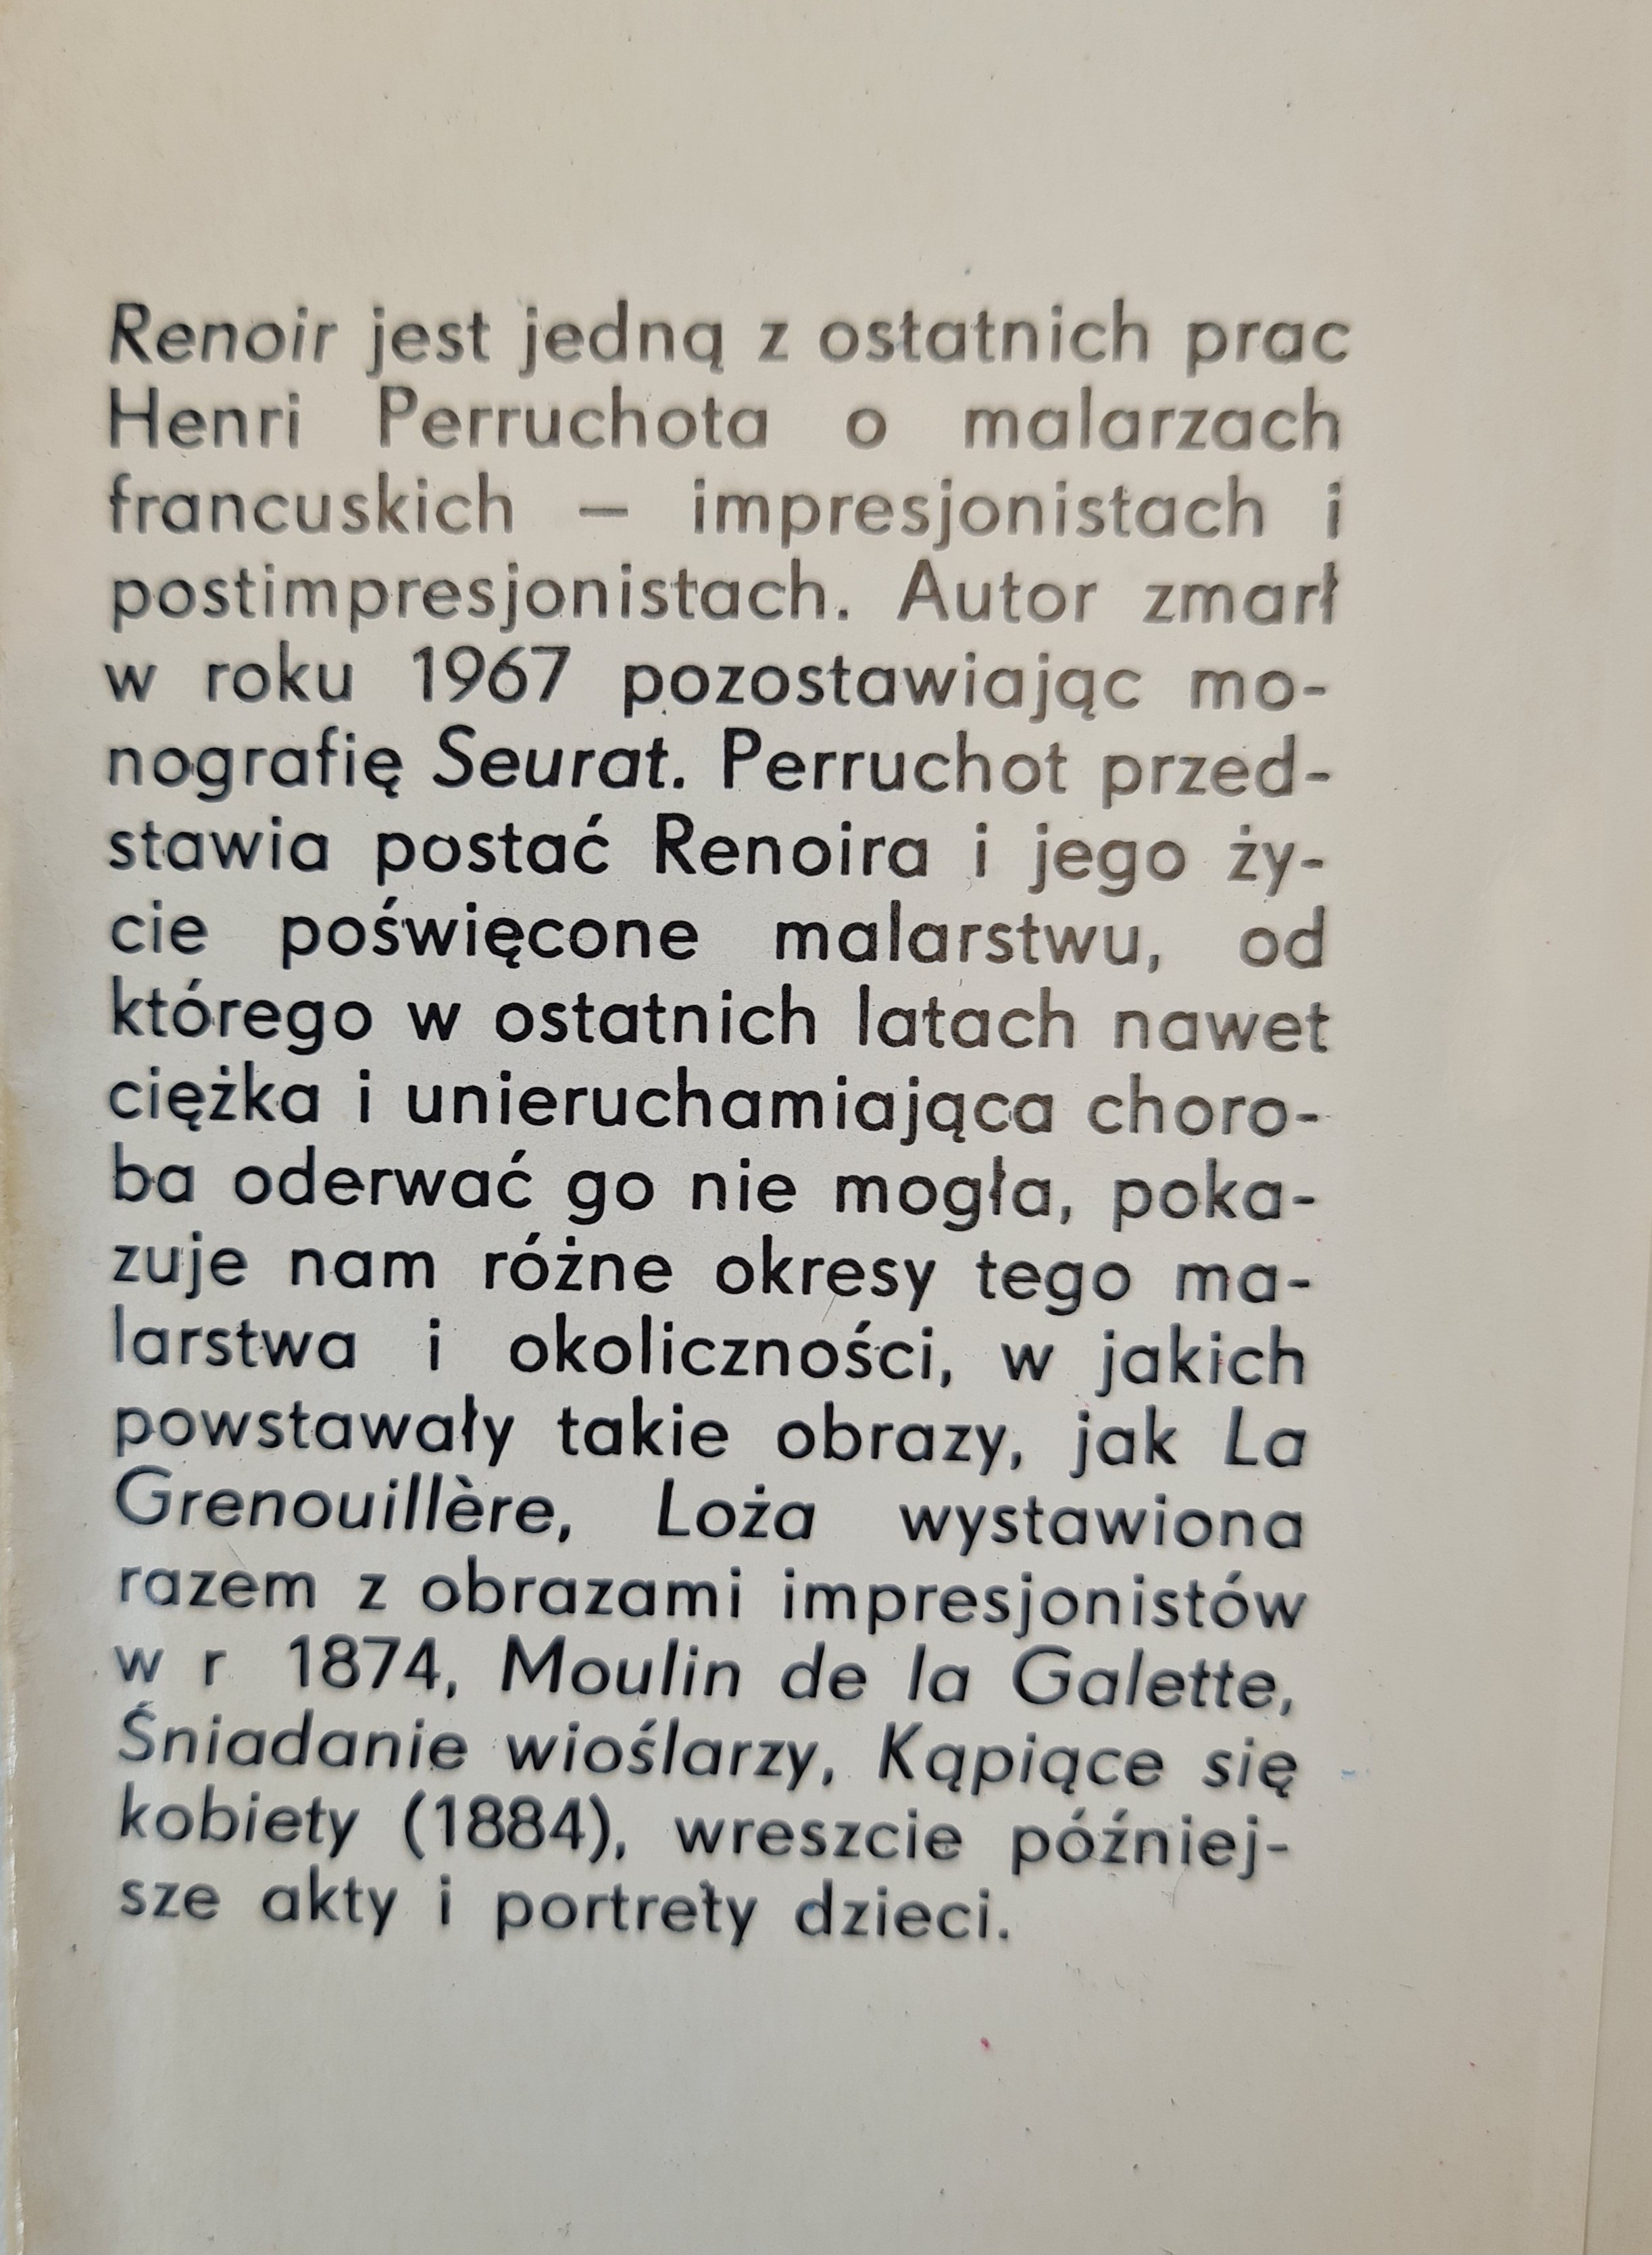 Renoir jest jedną z ostatnich prac
Henri Perruchota o malarzach
francuskich – impresjonistach i
postimpresjonistach. Autor zmarł
w roku 1967 pozostawiając mo-
nografię Seurat. Perruchot przed-
stawia postać Renoira i jego ży-
cie poświęcone malarstwu, od
którego w ostatnich latach nawet
ciężka i unieruchamiająca choro-
ba oderwać go nie mogła, poka-
zuje nam różne okresy tego ma-
larstwa i okoliczności, w jakich
powstawały takie obrazy, jak La
Grenouillère, Loża wystawiona
razem z obrazami impresjonistów
w r 1874, Moulin de la Galette,
Śniadanie wioślarzy, Kąpiące się
kobiety (1884), wreszcie później-
sze akty i portrety dzieci.